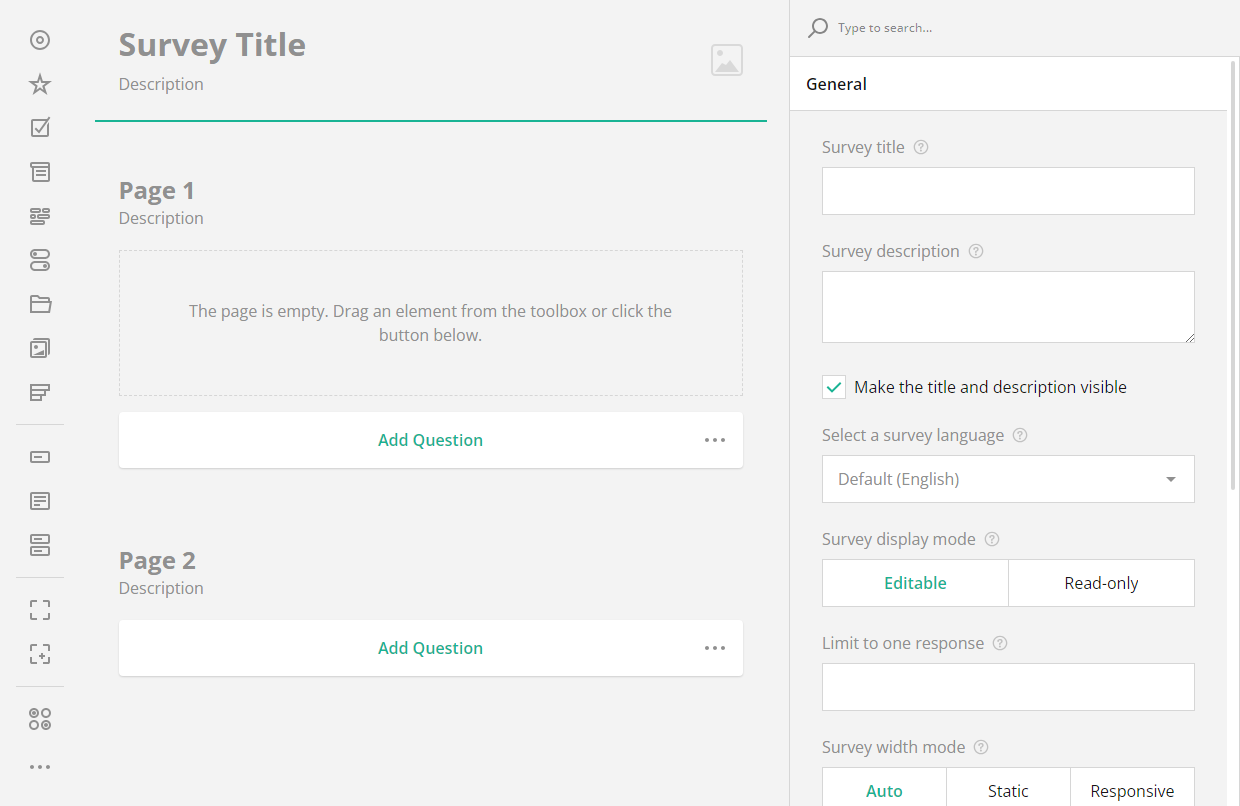 Survey Title
Description
Page 1
Description
The page is empty. Drag an element from the toolbox or click the
button below.
Add Question
Page 2
Description
Add Question
Type to search...
General
Survey title
Survey description
Make the title and description visible
Select a survey language
Default (English)
Survey display mode
Editable Read-only
Limit to one response
Survey width mode
Auto Static Responsive